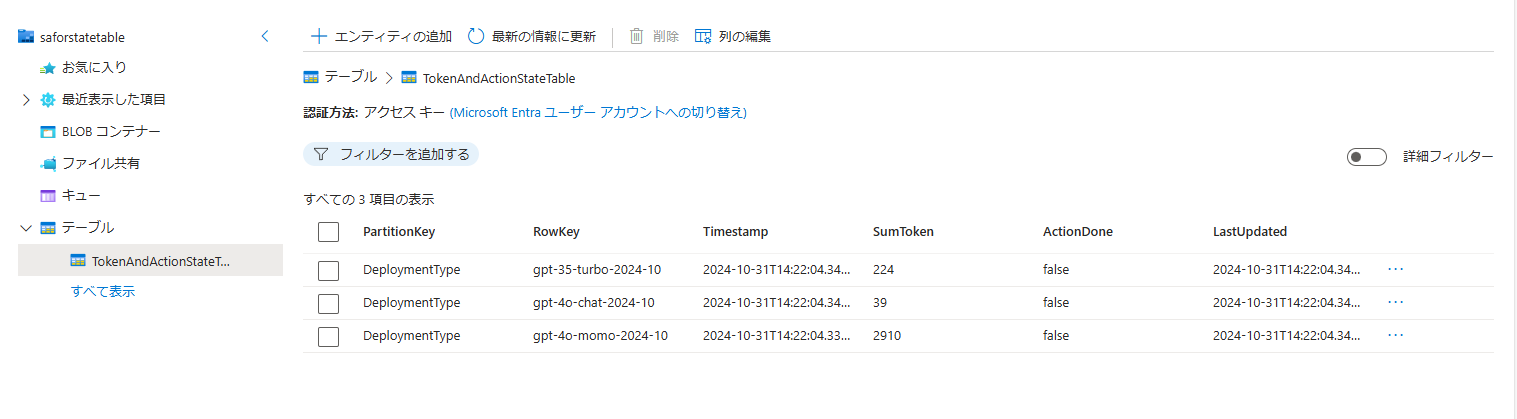 saforstatetable
お気に入り
最近表示した項目
BLOB コンテナー
ファイル共有
キュー
テーブル
TokenAndActionStateT...
すべて表示
エンティティの追加 最新の情報に更新 削除 列の編集
テーブル > TokenAndActionStateTable
認証方法: アクセス キー (Microsoft Entra ユーザー アカウントへの切り替え)
フィルターを追加する
詳細フィルター
すべての 3 項目の表示
PartitionKey RowKey Timestamp SumToken ActionDone LastUpdated
DeploymentType gpt-35-turbo-2024-10 2024-10-31T14:22:04.34... 224 false 2024-10-31T14:22:04.34... ...
DeploymentType gpt-4o-chat-2024-10 2024-10-31T14:22:04.34... 39 false 2024-10-31T14:22:04.34... ...
DeploymentType gpt-4o-momo-2024-10 2024-10-31T14:22:04.33... 2910 false 2024-10-31T14:22:04.34... ...